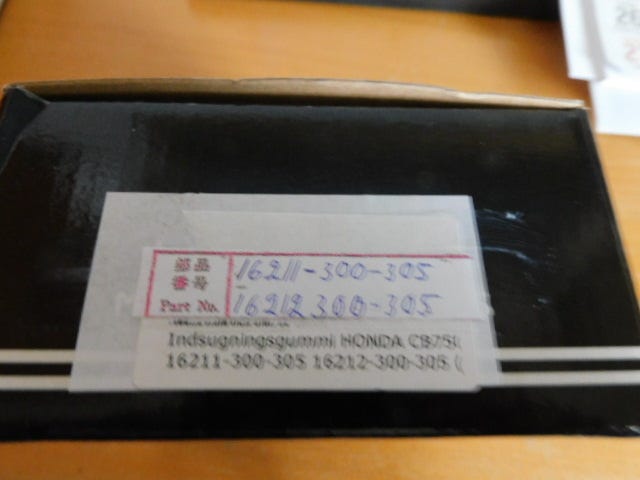 部品
番号
Part No.
16211-300-305
16212 300-305
Indsugningsgummi HONDA CB750
16211-300-305 16212-300-305 (